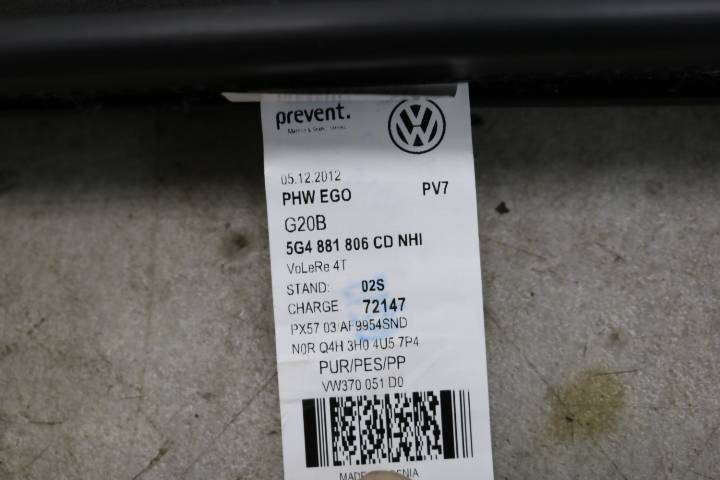 prevent.
05.12.2012
PHW EGO PV7
G20B
5G4 881 806 CD NHI
VoLeRe 4T
STAND: 02S
CHARGE 72147
PX57 03/AF9954SND
N0R Q4H 3H0 4U5 7P4
PUR/PES/PP
VW370 051 D0
MADE